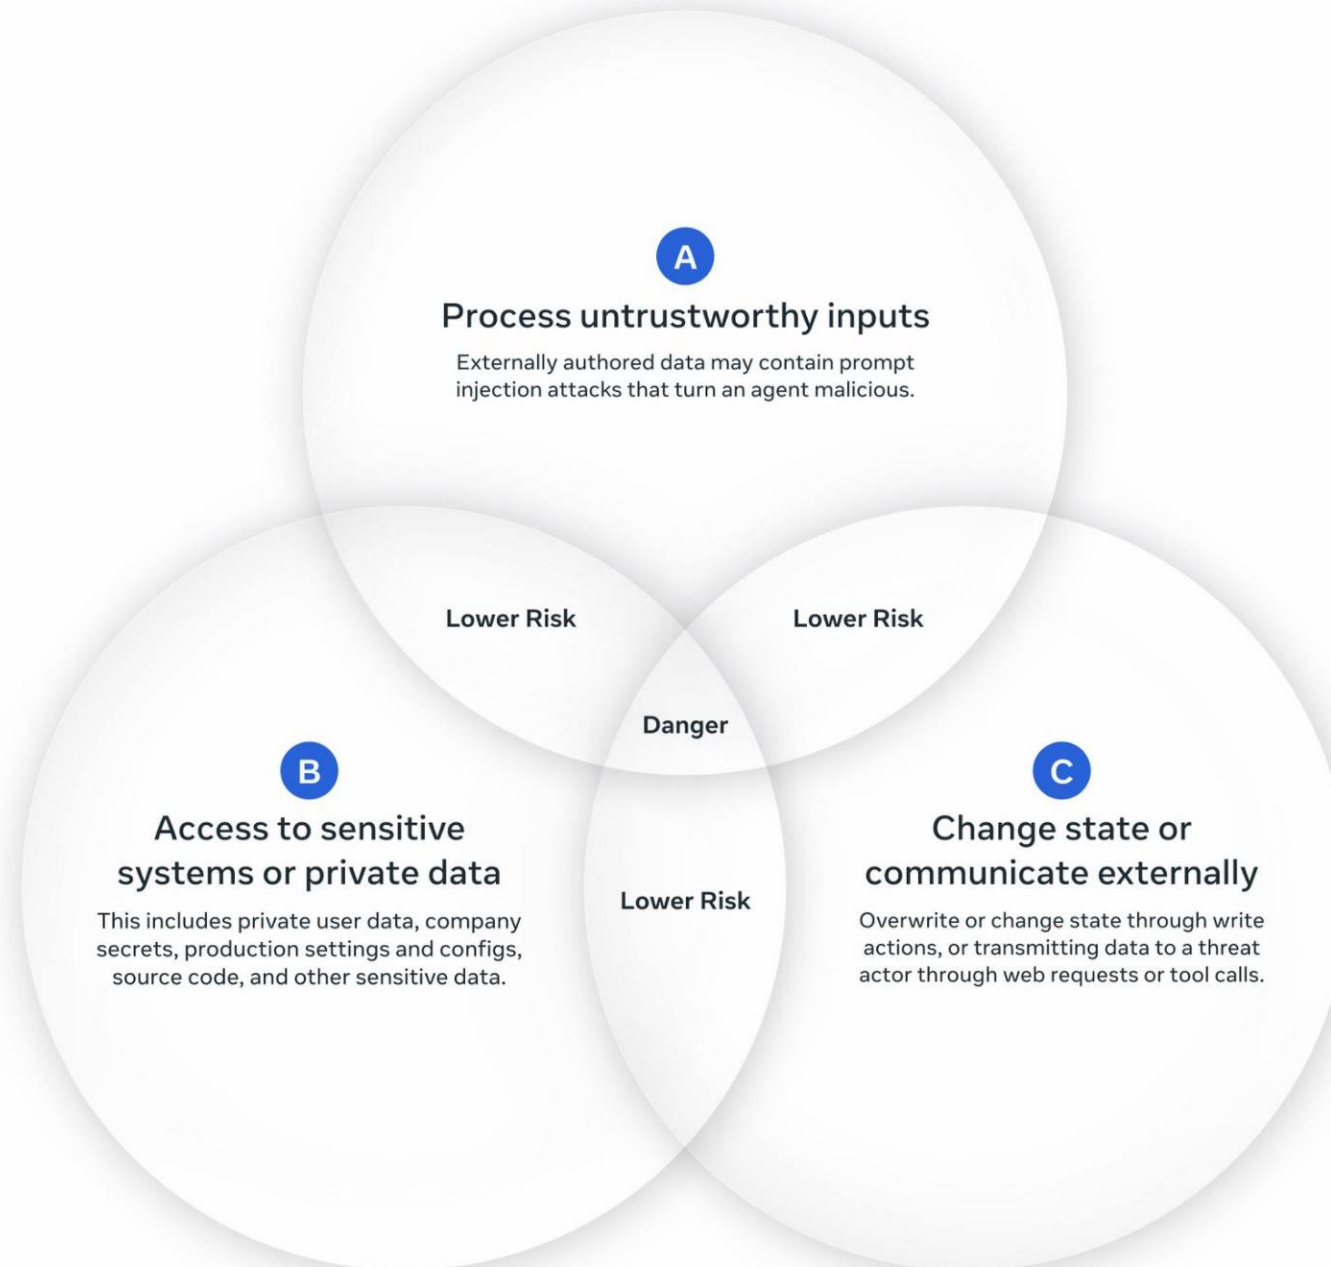 A
Process untrustworthy inputs
Externally authored data may contain prompt
injection attacks that turn an agent malicious.
Lower Risk
Lower Risk
Danger
B
Access to sensitive
systems or private data
This includes private user data, company
secrets, production settings and configs,
source code, and other sensitive data.
Lower Risk
C
Change state or
communicate externally
Overwrite or change state through write
actions, or transmitting data to a threat
actor through web requests or tool calls.